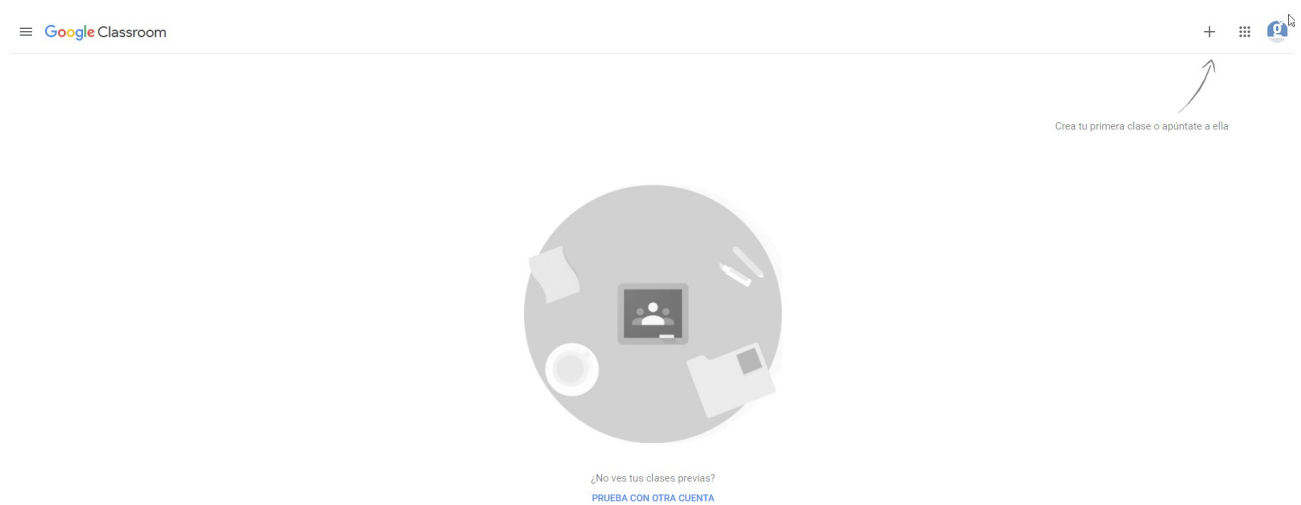 Google Classroom
Crea tu primera clase o apúntate a ella
¿No ves tus clases previas?
PRUEBA CON OTRA CUENTA